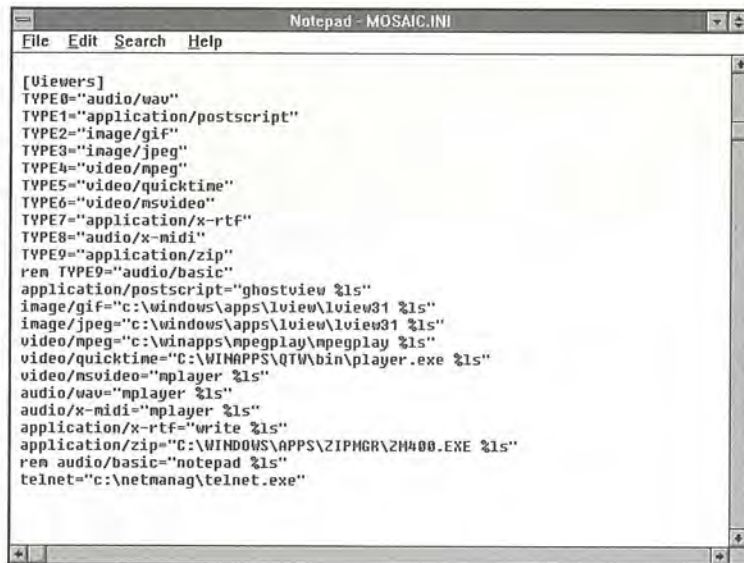 Notepad - MOSAIC.INI
File Edit Search Help
[Viewers]
TYPE0="audio/wav"
TYPE1="application/postscript"
TYPE2="image/gif"
TYPE3="image/jpeg"
TYPE4="video/mpeg"
TYPE5="video/quicktime"
TYPE6="video/msvideo"
TYPE7="application/x-rtf"
TYPE8="audio/x-midi"
TYPE9="application/zip"
rem TYPE9="audio/basic"
application/postscript="ghostview %ls"
image/gif="c:\windows\apps\lview\lview31 %ls"
image/jpeg="c:\windows\apps\lview\lview31 %ls"
video/mpeg="c:\winapps\mpegplay\mpegplay %ls"
video/quicktime="C:\WINAPPS\QTW\bin\player.exe %ls"
video/msvideo="mplayer %ls"
audio/wav="mplayer %ls"
audio/x-midi="mplayer %ls"
application/x-rtf="write %ls"
application/zip="C:\WINDOWS\APPS\ZIPMGR\ZM400.EXE %ls"
rem audio/basic="notepad %ls"
telnet="c:\netmanag\telnet.exe"